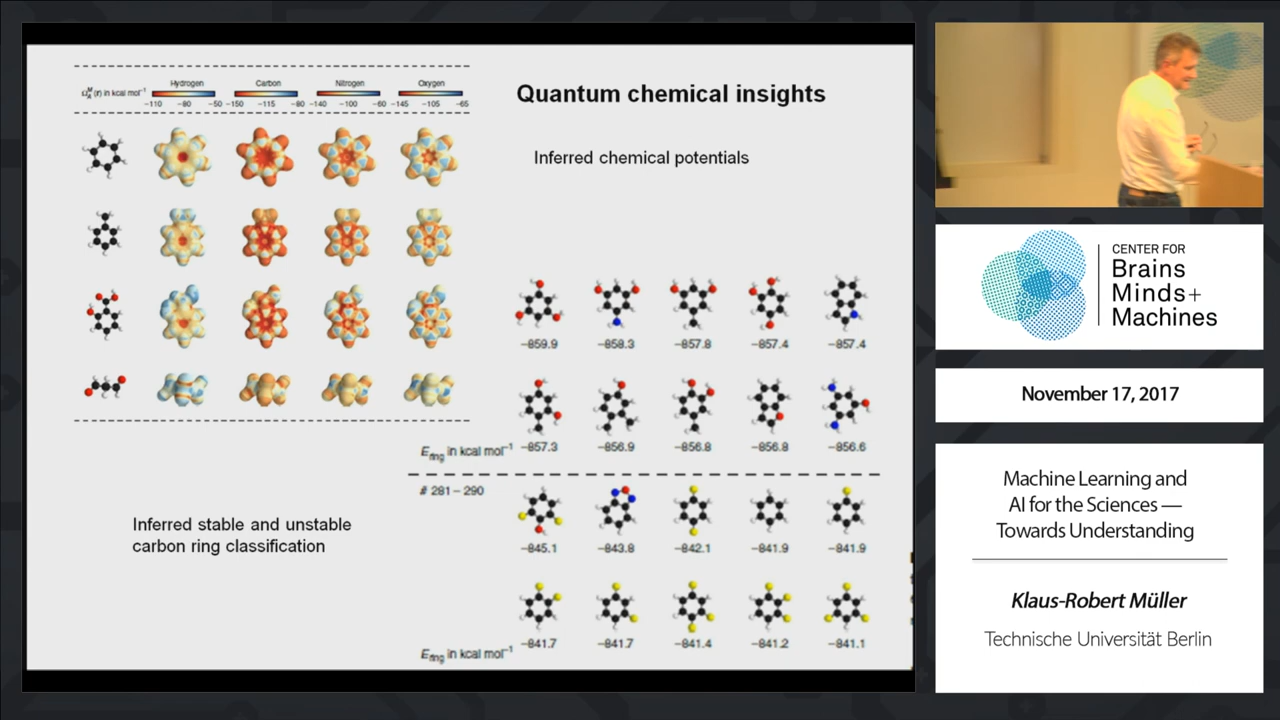 Hydrogen Carbon Nitrogen Oxygen
in kcal mol⁻¹
−110 −80 −50 −150 −115 −80 −140 −100 −60 −145 −105 −65
Quantum chemical insights
Inferred chemical potentials
−859.9 −858.3 −857.8 −857.4 −857.4
E_ring in kcal mol⁻¹ −857.3 −856.9 −856.8 −856.8 −856.6
# 281 – 290
−845.1 −843.8 −842.1 −841.9 −841.9
E_ring in kcal mol⁻¹ −841.7 −841.7 −841.4 −841.2 −841.1
Inferred stable and unstable
carbon ring classification
CENTER FOR
Brains
Minds+
Machines
November 17, 2017
Machine Learning and
AI for the Sciences —
Towards Understanding
Klaus-Robert Müller
Technische Universität Berlin